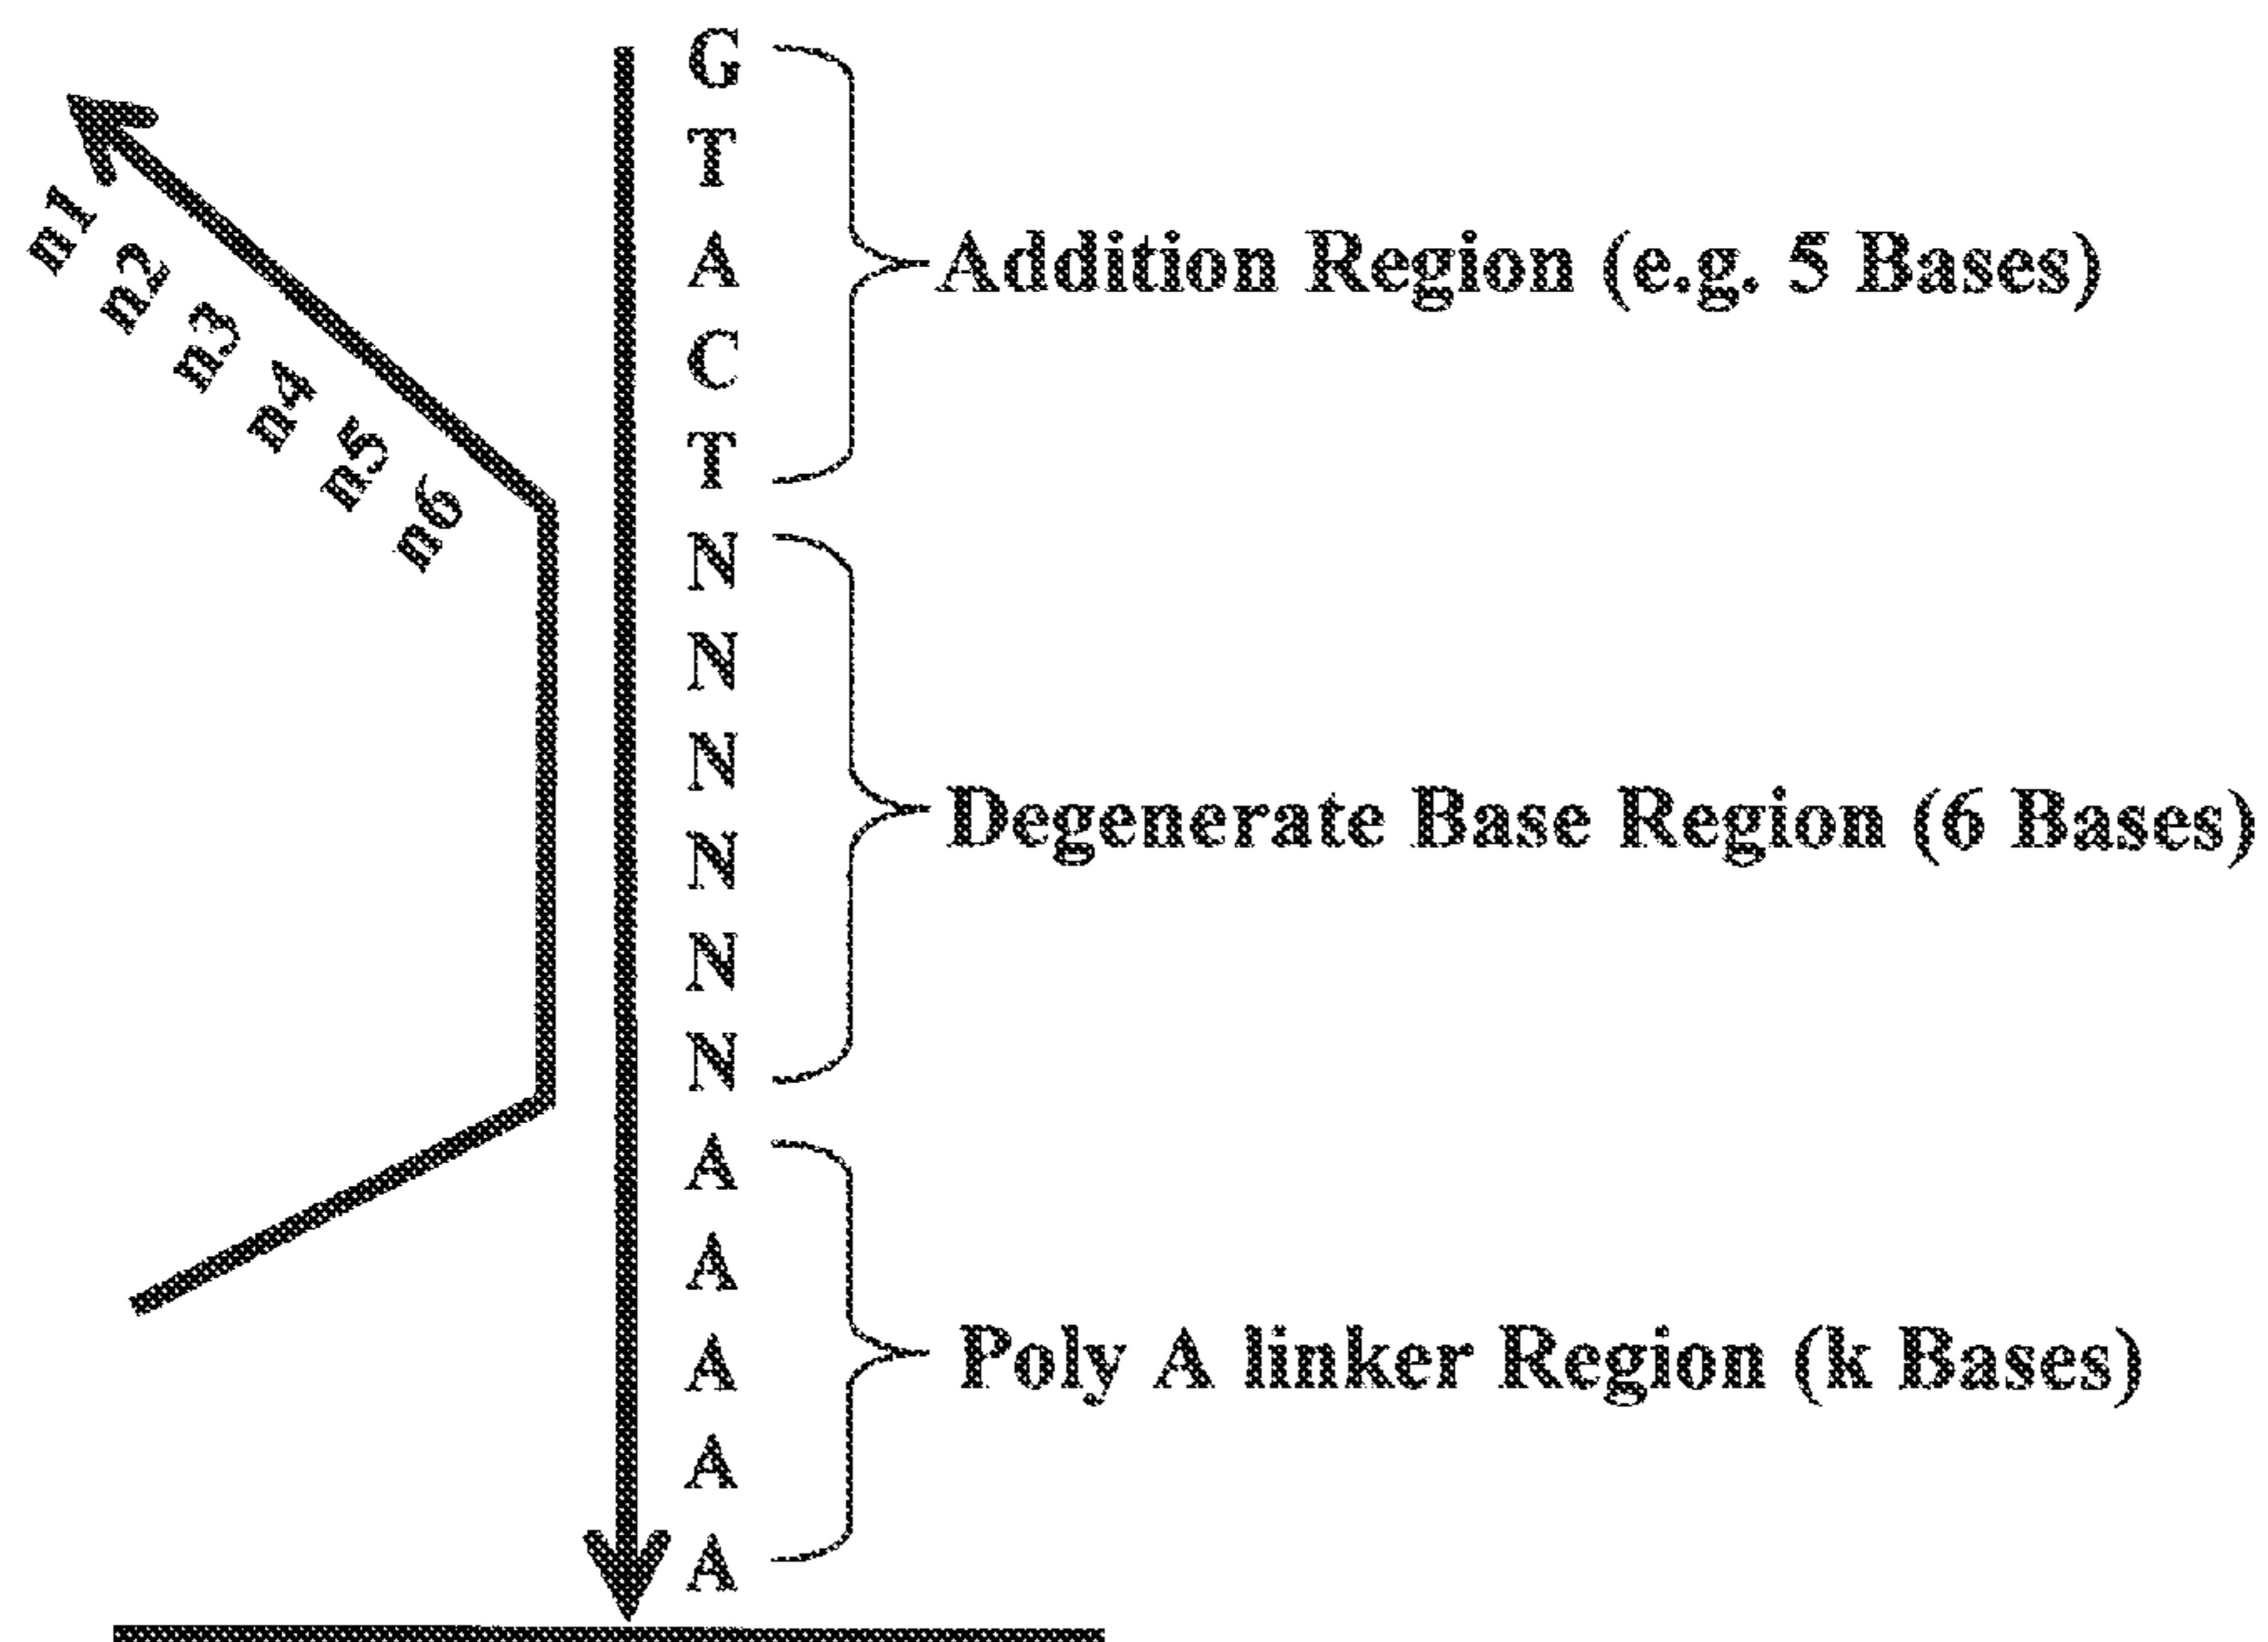 G
T
A
C
T
Addition Region (e.g. 5 Bases)
n1
n2
n3
n4
n5
n6
N
N
N
N
N
N
Degenerate Base Region (6 Bases)
A
A
A
A
A
Poly A linker Region (k Bases)